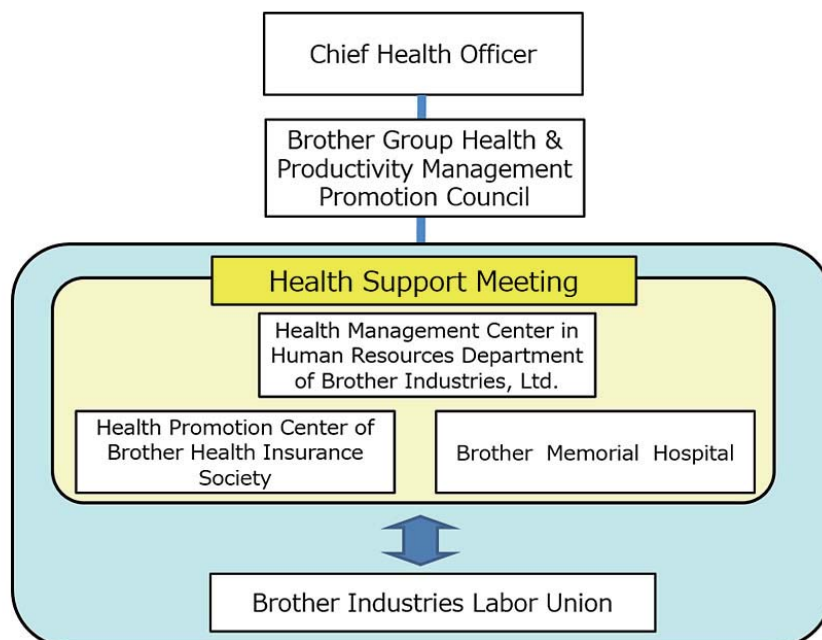 Chief Health Officer
Brother Group Health &
Productivity Management
Promotion Council
Health Support Meeting
Health Management Center in
Human Resources Department
of Brother Industries, Ltd.
Health Promotion Center of
Brother Health Insurance
Society
Brother Memorial Hospital
Brother Industries Labor Union